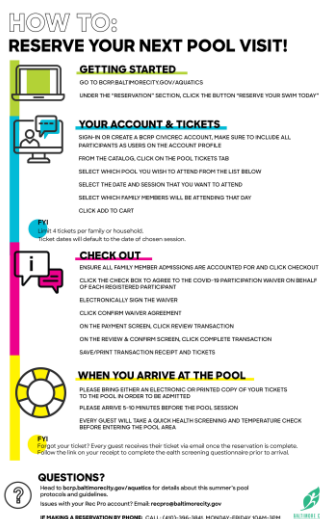 HOW TO:
RESERVE YOUR NEXT POOL VISIT!
GETTING STARTED
GO TO BCRP.BALTIMORECITY.GOV/AQUATICS
UNDER THE "RESERVATION" SECTION, CLICK THE BUTTON "RESERVE YOUR SWIM TODAY"
YOUR ACCOUNT & TICKETS
SIGN-IN OR CREATE A BCRP CIVICREC ACCOUNT, MAKE SURE TO INCLUDE ALL
PARTICIPANTS AS USERS ON THE ACCOUNT PROFILE
FROM THE CATALOG, CLICK ON THE POOL TICKETS TAB
SELECT WHICH POOL YOU WISH TO ATTEND FROM THE LIST BELOW
SELECT THE DATE AND SESSION THAT YOU WANT TO ATTEND
SELECT WHICH FAMILY MEMBERS WILL BE ATTENDING THAT DAY
CLICK ADD TO CART
FYI
Limit 4 tickets per family or household.
Ticket dates will default to the date of chosen session.
CHECK OUT
ENSURE ALL FAMILY MEMBER ADMISSIONS ARE ACCOUNTED FOR AND CLICK CHECKOUT
CLICK THE CHECK BOX TO AGREE TO THE COVID-19 PARTICIPATION WAIVER ON BEHALF
OF EACH REGISTERED PARTICIPANT
ELECTRONICALLY SIGN THE WAIVER
CLICK CONFIRM WAIVER AGREEMENT
ON THE PAYMENT SCREEN, CLICK REVIEW TRANSACTION
ON THE REVIEW & CONFIRM SCREEN, CLICK COMPLETE TRANSACTION
SAVE/PRINT TRANSACTION RECEIPT AND TICKETS
WHEN YOU ARRIVE AT THE POOL
PLEASE BRING EITHER AN ELECTRONIC OR PRINTED COPY OF YOUR TICKETS
TO THE POOL IN ORDER TO BE ADMITTED
PLEASE ARRIVE 5-10 MINUTES BEFORE THE POOL SESSION
EVERY GUEST WILL TAKE A QUICK HEALTH SCREENING AND TEMPERATURE CHECK
BEFORE ENTERING THE POOL AREA
FYI
Forgot your ticket? Every guest receives their ticket via email once the reservation is complete.
Follow the link on your receipt to complete the ealth screening questionnaire prior to arrival.
QUESTIONS?
Head to bcrp.baltimorecity.gov/aquatics for details about this summer's pool
protocols and guidelines.
Issues with your Rec Pro account? Email: recpro@baltimorecity.gov
IF MAKING A RESERVATION BY PHONE: CALL: (410)-396-3841 MONDAY-FRIDAY 10AM-3PM